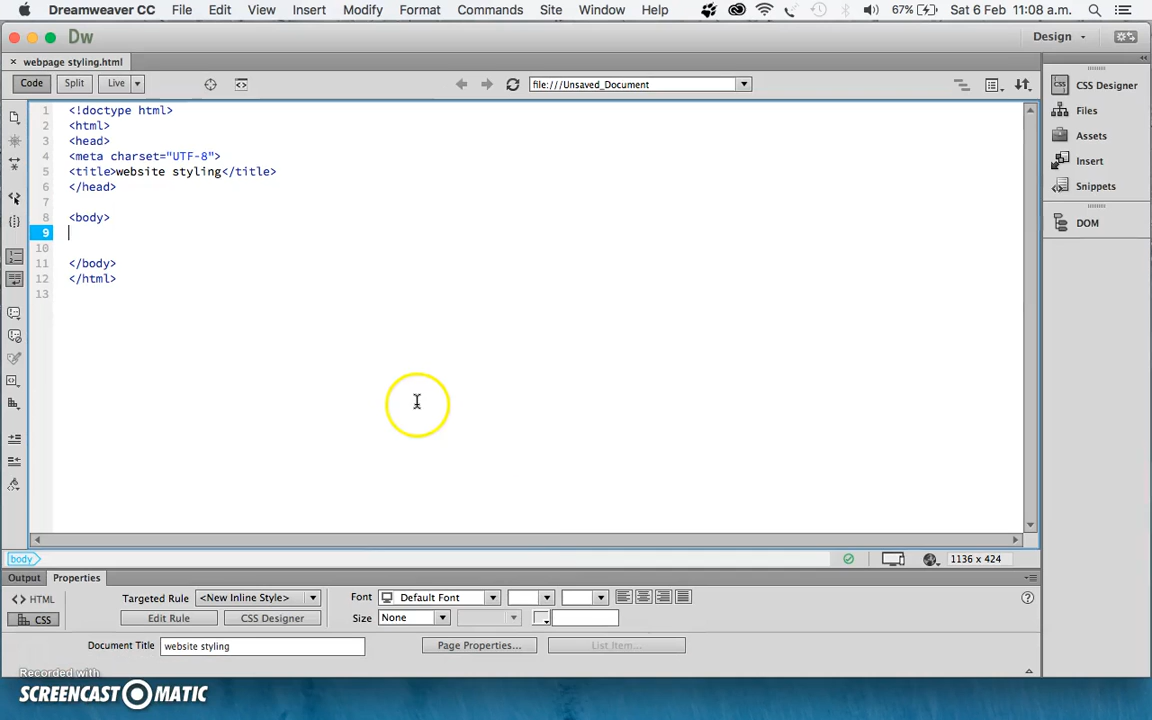 Dreamweaver CC File Edit View Insert Modify Format Commands Site Window Help 67% Sat 6 Feb 11:08 a.m.
Dw Design
× webpage styling.html
Code Split Live file:///Unsaved_Document
CSS Designer
Files
Assets
Insert
Snippets
DOM
1 <!doctype html>
2 <html>
3 <head>
4 <meta charset="UTF-8">
5 <title>website styling</title>
6 </head>
7
8 <body>
9
10
11 </body>
12 </html>
13
body 1136 x 424
Output Properties
<> HTML Targeted Rule <New Inline Style> Font Default Font
CSS Edit Rule CSS Designer Size None
Document Title website styling Page Properties... List Item...
Recorded with
SCREENCAST-O-MATIC